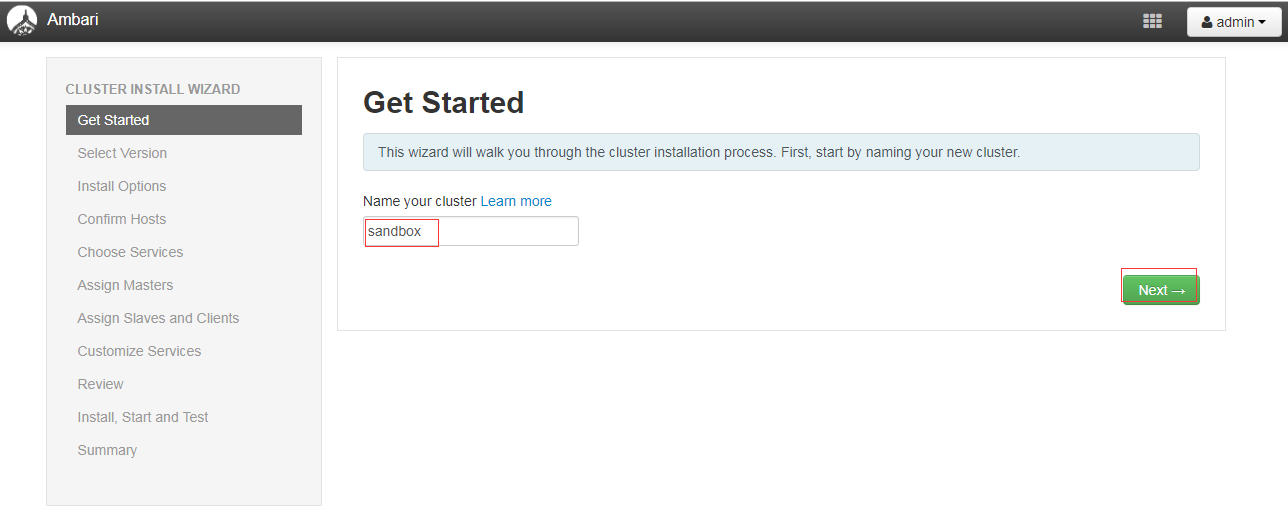 Ambari
admin
CLUSTER INSTALL WIZARD
Get Started
Select Version
Install Options
Confirm Hosts
Choose Services
Assign Masters
Assign Slaves and Clients
Customize Services
Review
Install, Start and Test
Summary
Get Started
This wizard will walk you through the cluster installation process. First, start by naming your new cluster.
Name your cluster Learn more
sandbox
Next →